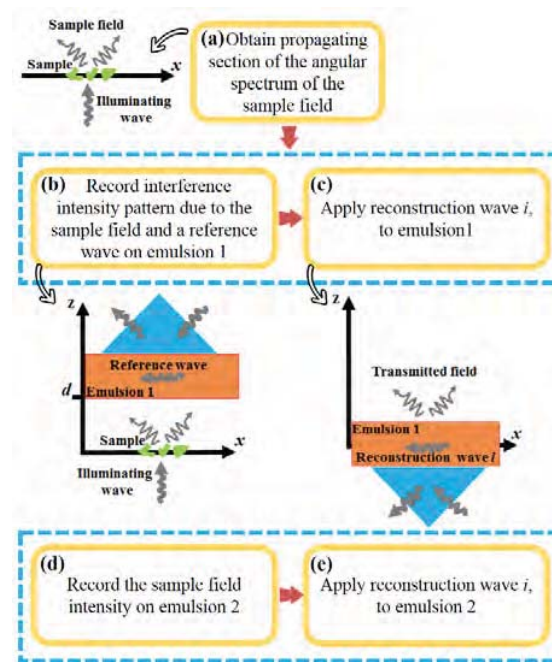 Sample field
Sample
x
Illuminating
wave
(a) Obtain propagating
section of the angular
spectrum of the
sample field
(b)
Record interference
intensity pattern due to the
sample field and a reference
wave on emulsion 1
(c)
Apply reconstruction wave i,
to emulsion1
z
Reference wave
d
Emulsion 1
Sample
x
Illuminating
wave
z
Transmitted field
Emulsion 1
x
Reconstruction wave i
(d)
Record the sample field
intensity on emulsion 2
(e)
Apply reconstruction wave i,
to emulsion 2